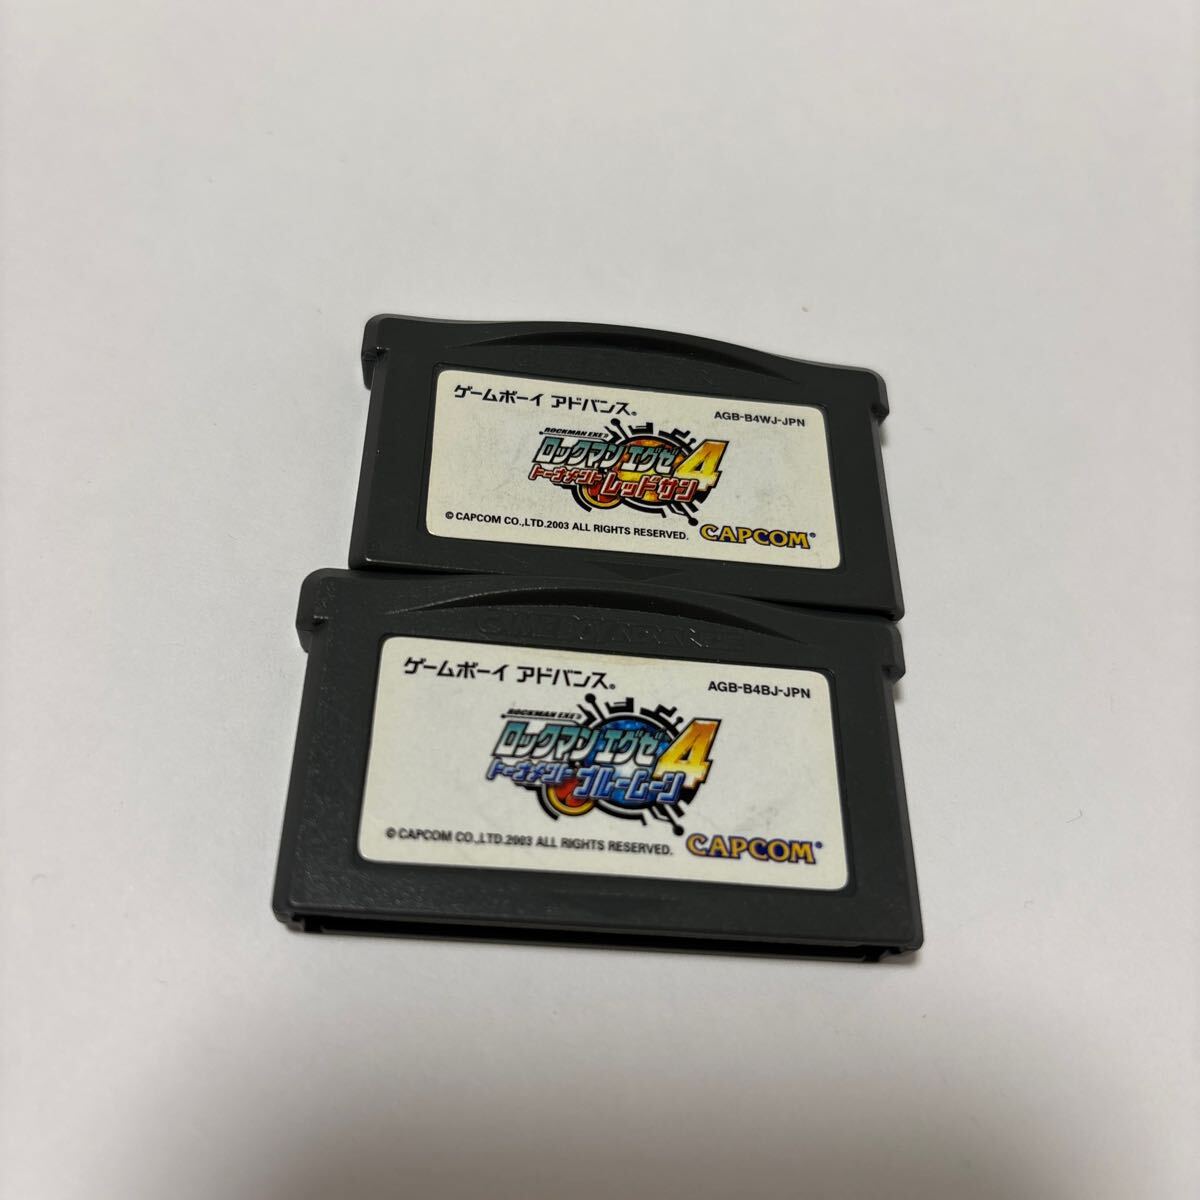 ゲームボーイ アドバンス®
AGB-B4WJ-JPN
ROCKMAN EXE
ロックマン エグゼ4
トーナメント レッドサン
© CAPCOM CO.,LTD.2003 ALL RIGHTS RESERVED.
CAPCOM®
GAME BOY ADVANCE
ゲームボーイ アドバンス®
AGB-B4BJ-JPN
ROCKMAN EXE
ロックマン エグゼ4
トーナメント ブルームーン
© CAPCOM CO.,LTD.2003 ALL RIGHTS RESERVED.
CAPCOM®